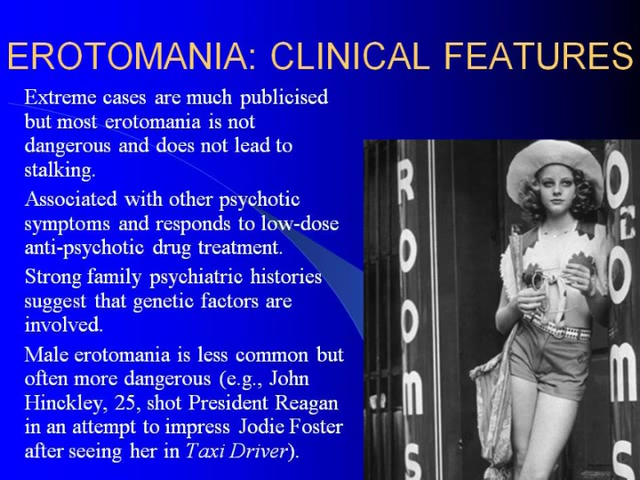 EROTOMANIA: CLINICAL FEATURES
Extreme cases are much publicised
but most erotomania is not
dangerous and does not lead to
stalking.
Associated with other psychotic
symptoms and responds to low-dose
anti-psychotic drug treatment.
Strong family psychiatric histories
suggest that genetic factors are
involved.
Male erotomania is less common but
often more dangerous (e.g., John
Hinckley, 25, shot President Reagan
in an attempt to impress Jodie Foster
after seeing her in Taxi Driver).
ROOMS
ROOMS